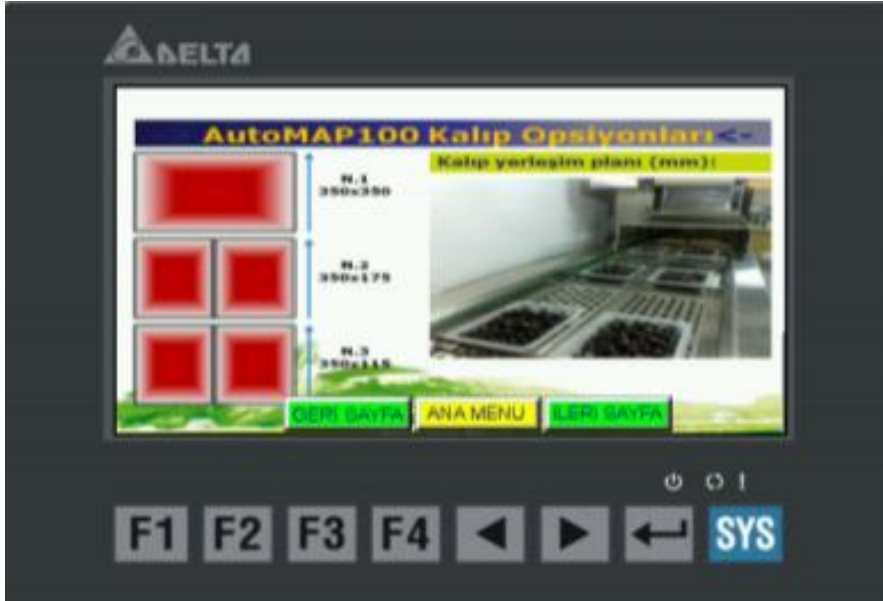 DELTA
AutoMAP100 Kalıp Opsiyonları<-
Kalıp yerleşim planı (mm):
N.1
350x350
N.2
350x175
N.3
350x115
GERI SAYFA
ANA MENU
ILERI SAYFA
F1
F2
F3
F4
SYS